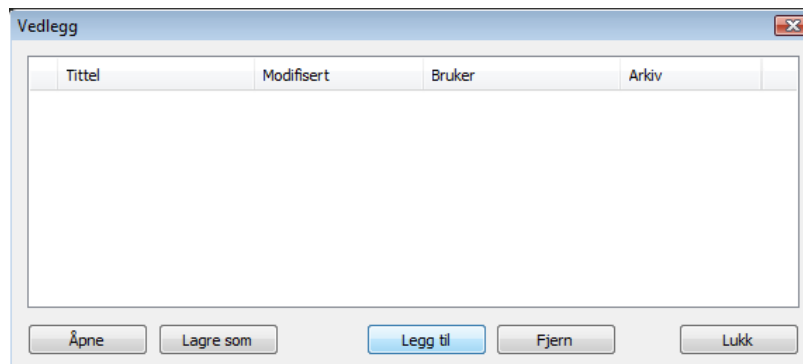 Vedlegg
Tittel Modifisert Bruker Arkiv
Åpne Lagre som Legg til Fjern Lukk